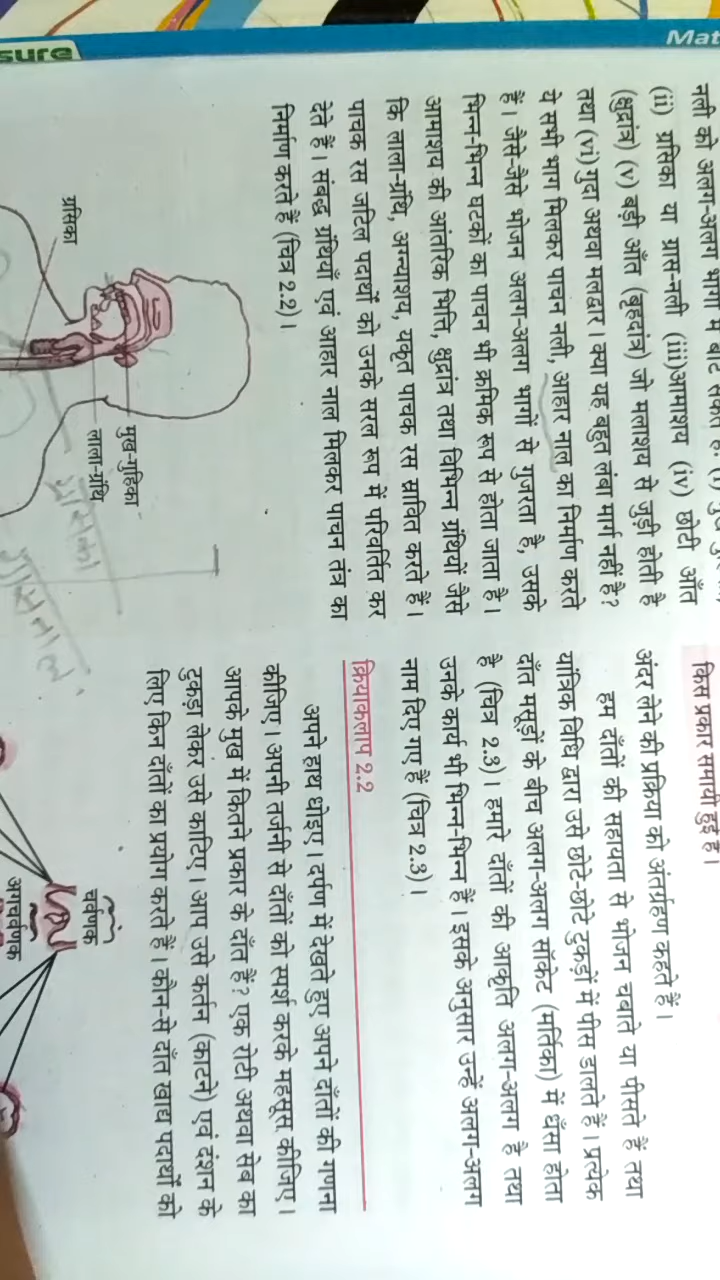 Mat
sure
नली को अलग-अलग भागों में बाँट सकते हैं: (i)
(ii) ग्रसिका या ग्रास-नली (iii)आमाशय (iv) छोटी आँत
(क्षुद्रांत्र) (v) बड़ी आँत (बृहदांत्र) जो मलाशय से जुड़ी होती है
तथा (vi)गुदा अथवा मलद्वार। क्या यह बहुत लंबा मार्ग नहीं है?
ये सभी भाग मिलकर पाचन नली, आहार नाल का निर्माण करते
हैं। जैसे-जैसे भोजन अलग-अलग भागों से गुजरता है, उसके
भिन्न-भिन्न घटकों का पाचन भी क्रमिक रूप से होता जाता है।
आमाशय की आंतरिक भित्ति, क्षुद्रांत्र तथा विभिन्न ग्रंथियाँ जैसे
कि लाला-ग्रंथि, अग्न्याशय, यकृत पाचक रस स्रावित करते हैं।
पाचक रस जटिल पदार्थों को उनके सरल रूप में परिवर्तित कर
देते हैं। संबद्ध ग्रंथियाँ एवं आहार नाल मिलकर पाचन तंत्र का
निर्माण करते हैं (चित्र 2.2)।
मुख-गुहिका
लाला-ग्रंथि
ग्रसिका
ग्रासिका
ग्रासनाल
किस प्रकार समायी हुई है।
अंदर लेने की प्रक्रिया को अंतर्ग्रहण कहते हैं।
हम दाँतों की सहायता से भोजन चबाते या पीसते हैं तथा
यांत्रिक विधि द्वारा उसे छोटे-छोटे टुकड़ों में पीस डालते हैं। प्रत्येक
दाँत मसूड़ों के बीच अलग-अलग सॉकेट (गर्तिका) में धँसा होता
है (चित्र 2.3)। हमारे दाँतों की आकृति अलग-अलग है तथा
उनके कार्य भी भिन्न-भिन्न हैं। इसके अनुसार उन्हें अलग-अलग
नाम दिए गए हैं (चित्र 2.3)।
क्रियाकलाप 2.2
अपने हाथ धोइए। दर्पण में देखते हुए अपने दाँतों की गणना
कीजिए। अपनी तर्जनी से दाँतों को स्पर्श करके महसूस कीजिए।
आपके मुख में कितने प्रकार के दाँत हैं? एक रोटी अथवा सेब का
टुकड़ा लेकर उसे काटिए। आप उसे कर्तन (काटने) एवं दंशन के
लिए किन दाँतों का प्रयोग करते हैं। कौन-से दाँत खाद्य पदार्थों को
चर्वणक
अग्रचर्वणक